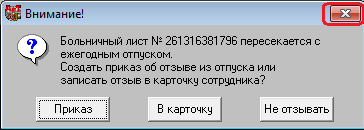 Внимание!
Больничный лист № 261316381796 пересекается с
ежегодным отпуском.
Создать приказ об отзыве из отпуска или
записать отзыв в карточку сотрудника?
Приказ
В карточку
Не отзывать